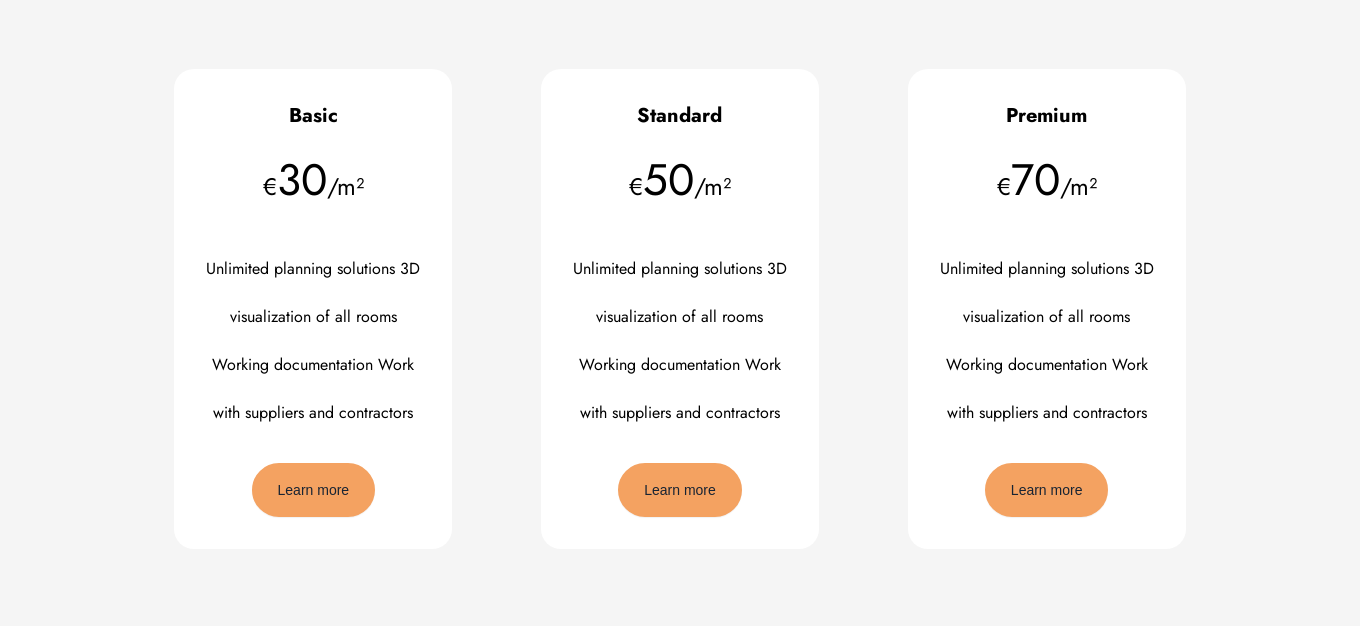 Basic
€30/m²
Unlimited planning solutions 3D
visualization of all rooms
Working documentation Work
with suppliers and contractors
Learn more
Standard
€50/m²
Unlimited planning solutions 3D
visualization of all rooms
Working documentation Work
with suppliers and contractors
Learn more
Premium
€70/m²
Unlimited planning solutions 3D
visualization of all rooms
Working documentation Work
with suppliers and contractors
Learn more